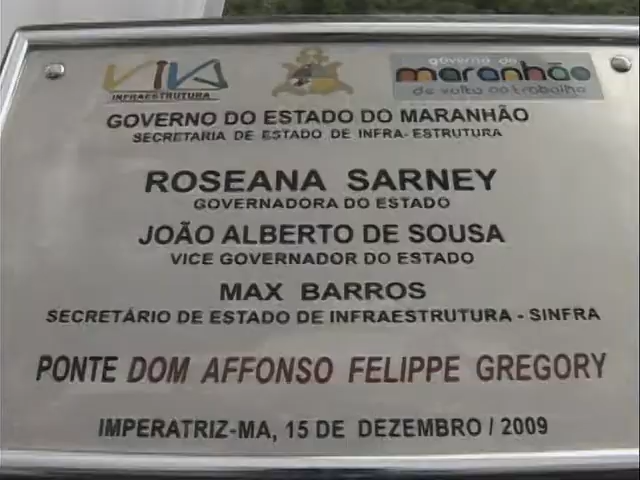 VIVA
INFRAESTRUTURA
governo do
maranhão
de volta ao trabalho
GOVERNO DO ESTADO DO MARANHÃO
SECRETARIA DE ESTADO DE INFRA-ESTRUTURA
ROSEANA SARNEY
GOVERNADORA DO ESTADO
JOÃO ALBERTO DE SOUSA
VICE GOVERNADOR DO ESTADO
MAX BARROS
SECRETÁRIO DE ESTADO DE INFRAESTRUTURA - SINFRA
PONTE DOM AFFONSO FELIPPE GREGORY
IMPERATRIZ-MA, 15 DE DEZEMBRO / 2009